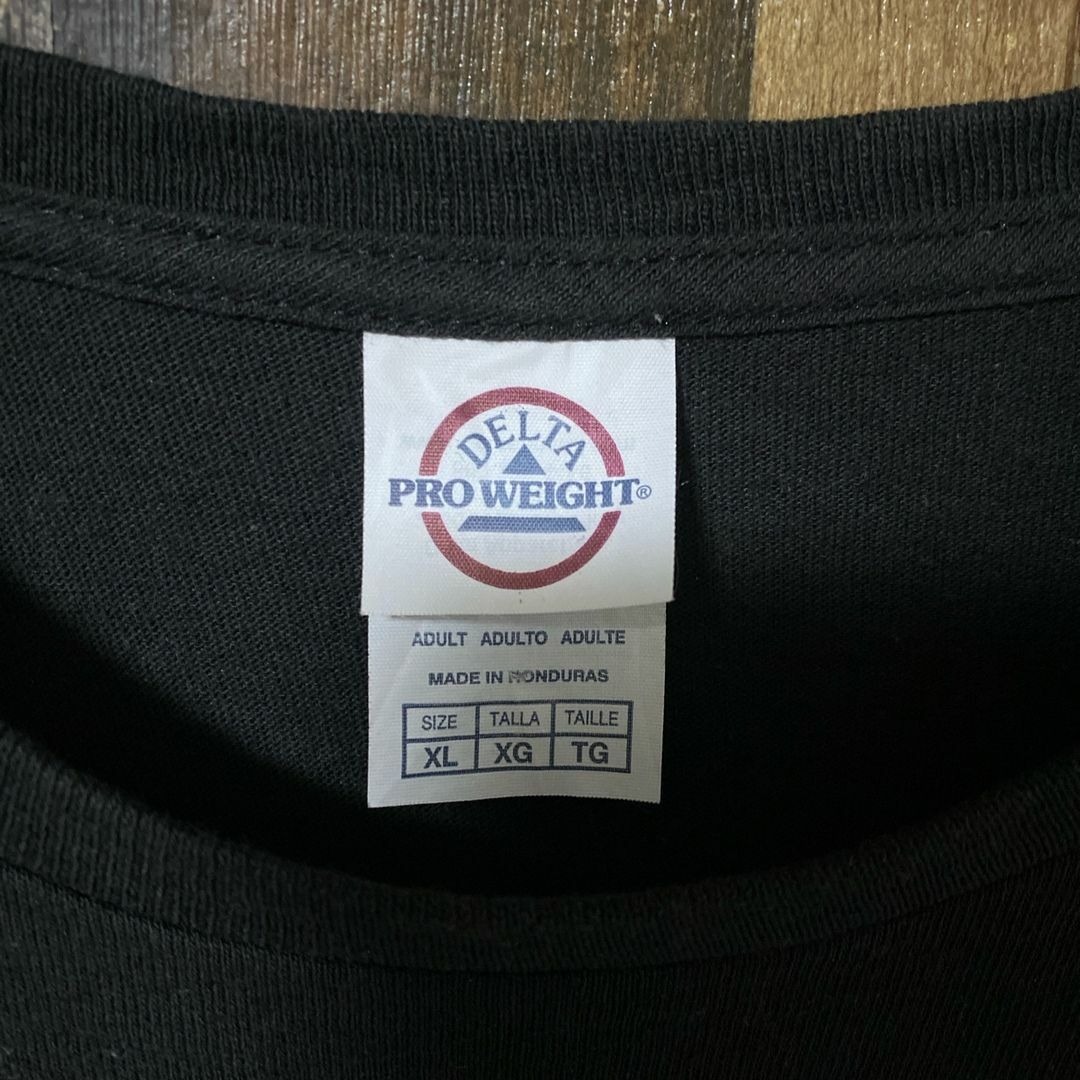 DELTA
PRO WEIGHT®
ADULT ADULTO ADULTE
MADE IN HONDURAS
SIZE TALLA TAILLE
XL XG TG